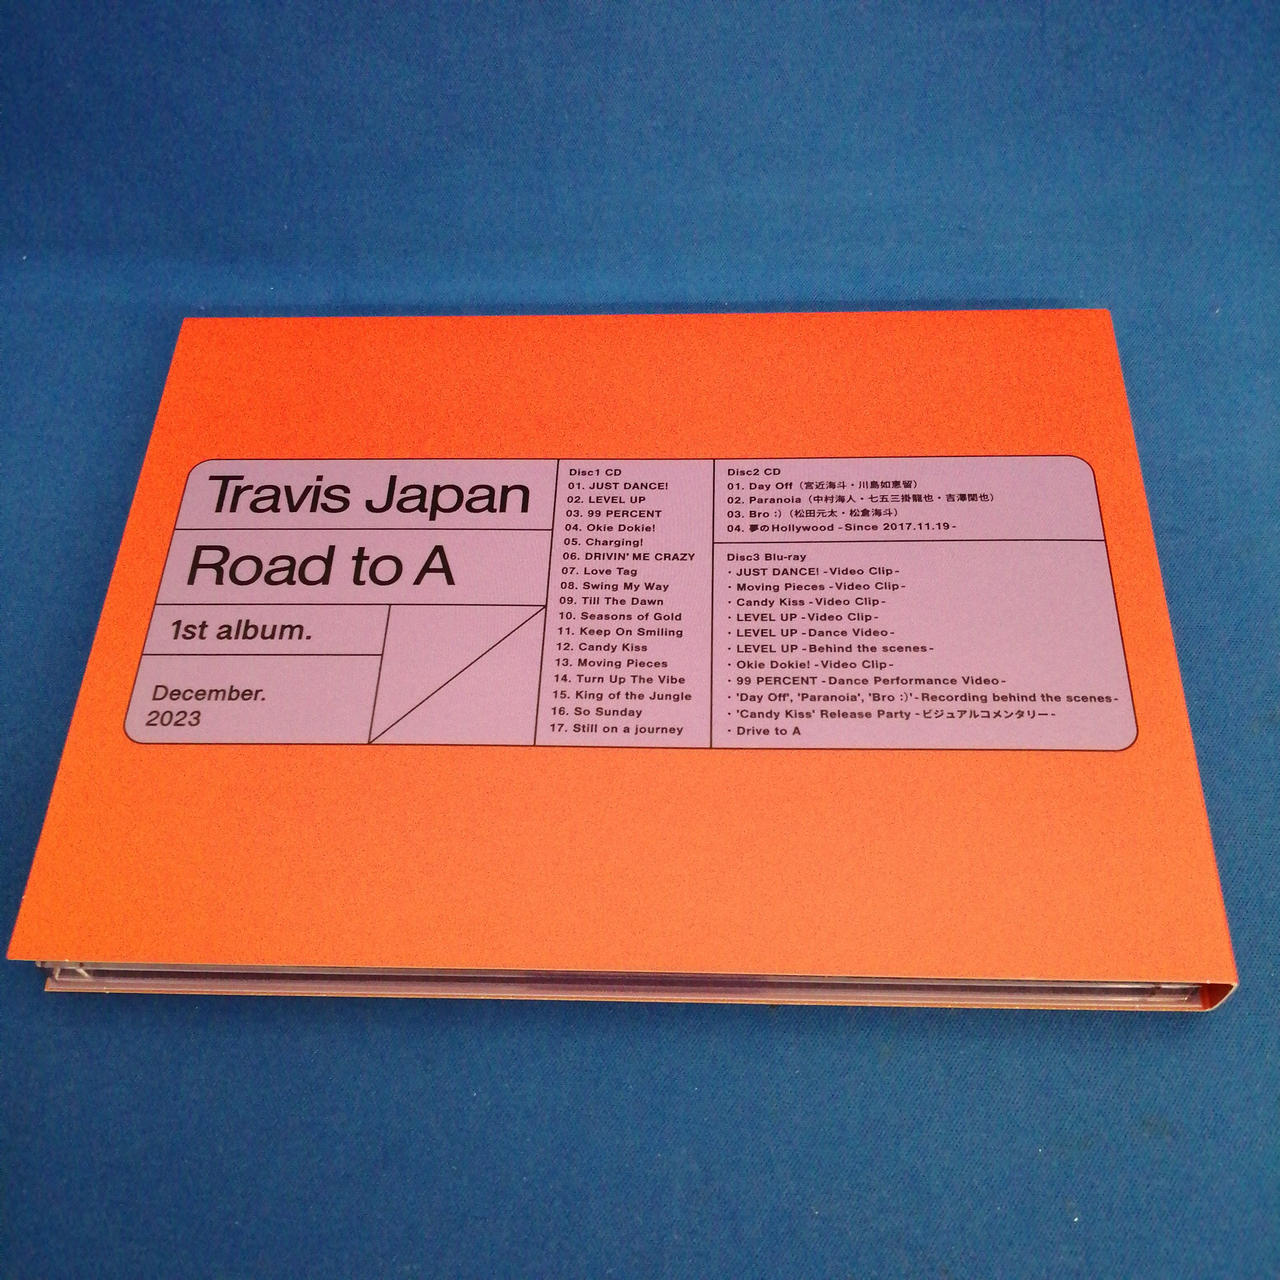 Travis Japan
Road to A
1st album.
December.
2023
Disc1 CD
01. JUST DANCE!
02. LEVEL UP
03. 99 PERCENT
04. Okie Dokie!
05. Charging!
06. DRIVIN' ME CRAZY
07. Love Tag
08. Swing My Way
09. Till The Dawn
10. Seasons of Gold
11. Keep On Smiling
12. Candy Kiss
13. Moving Pieces
14. Turn Up The Vibe
15. King of the Jungle
16. So Sunday
17. Still on a journey
Disc2 CD
01. Day Off（宮近海斗・川島如恵留）
02. Paranoia（中村海人・七五三掛龍也・吉澤閑也）
03. Bro :)（松田元太・松倉海斗）
04. 夢のHollywood -Since 2017.11.19-
Disc3 Blu-ray
・JUST DANCE! -Video Clip-
・Moving Pieces -Video Clip-
・Candy Kiss -Video Clip-
・LEVEL UP -Video Clip-
・LEVEL UP -Dance Video-
・LEVEL UP -Behind the scenes-
・Okie Dokie! -Video Clip-
・99 PERCENT -Dance Performance Video-
・'Day Off', 'Paranoia', 'Bro :)' -Recording behind the scenes-
・'Candy Kiss' Release Party -ビジュアルコメンタリー-
・Drive to A